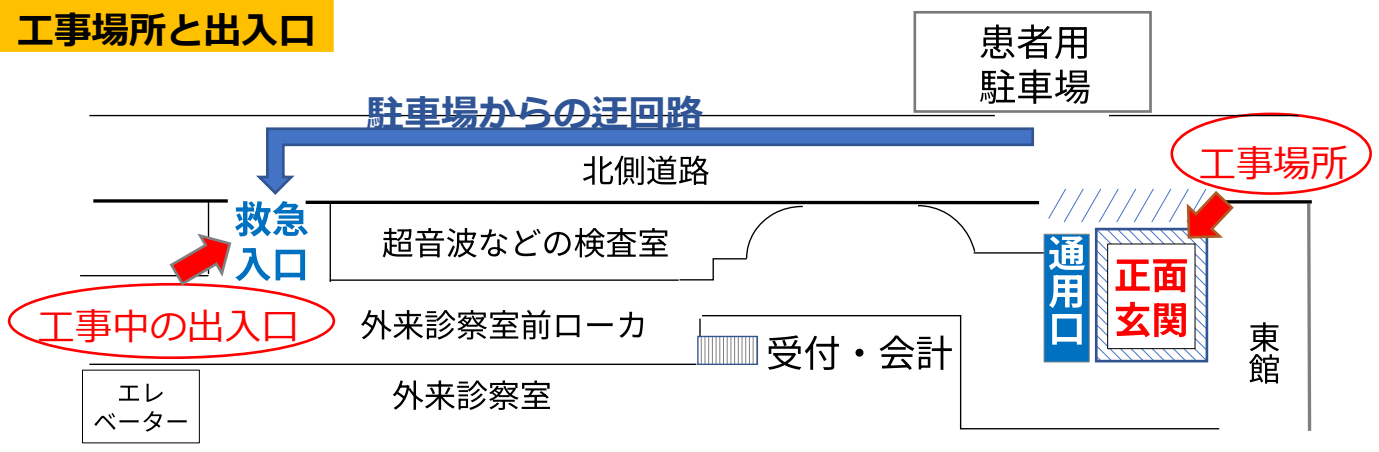 工事場所と出入口
患者用
駐車場
駐車場からの迂回路
工事場所
北側道路
救急
入口
超音波などの検査室
通用口
正面
玄関
工事中の出入口
外来診察室前ローカ
受付・会計
東館
エレ
ベーター
外来診察室